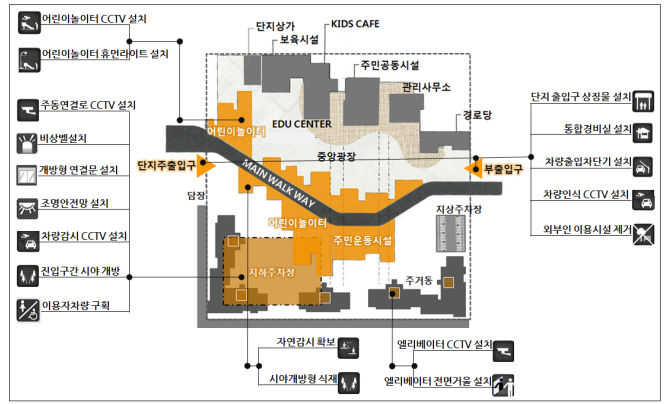 어린이놀이터 CCTV 설치
어린이놀이터 휴먼라이트 설치
주동연결로 CCTV 설치
비상벨설치
개방형 연결문 설치
조명안전망 설치
차량감시 CCTV 설치
진입구간 시야 개방
이용자차량 구획
단지상가
보육시설
KIDS CAFE
주민공동시설
관리사무소
경로당
EDU CENTER
어린이놀이터
중앙광장
단지주출입구
부출입구
MAIN WALK WAY
담장
어린이놀이터
주민운동시설
지상주차장
지하주차장
주거동
단지 출입구 상징물 설치
통합경비실 설치
차량출입차단기 설치
차량인식 CCTV 설치
외부인 이용시설 제거
자연감시 확보
시야개방형 식재
엘리베이터 CCTV 설치
엘리베이터 전면거울 설치